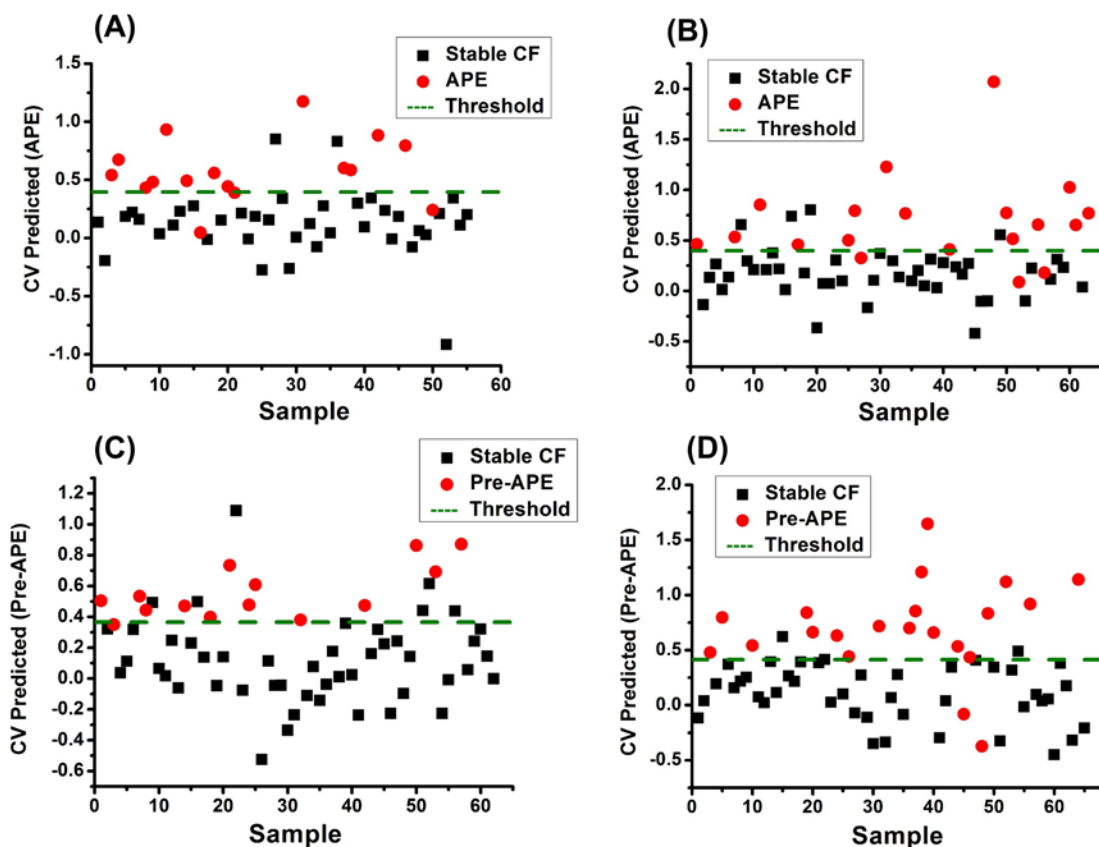 (A)
Stable CF
APE
Threshold
CV Predicted (APE)
1.5
1.0
0.5
0.0
-0.5
-1.0
0 10 20 30 40 50 60
Sample
(B)
Stable CF
APE
Threshold
CV Predicted (APE)
2.0
1.5
1.0
0.5
0.0
-0.5
0 10 20 30 40 50 60
Sample
(C)
Stable CF
Pre-APE
Threshold
CV Predicted (Pre-APE)
1.2
1.0
0.8
0.6
0.4
0.2
0.0
-0.2
-0.4
-0.6
0 10 20 30 40 50 60
Sample
(D)
Stable CF
Pre-APE
Threshold
CV Predicted (Pre-APE)
2.0
1.5
1.0
0.5
0.0
-0.5
0 10 20 30 40 50 60
Sample